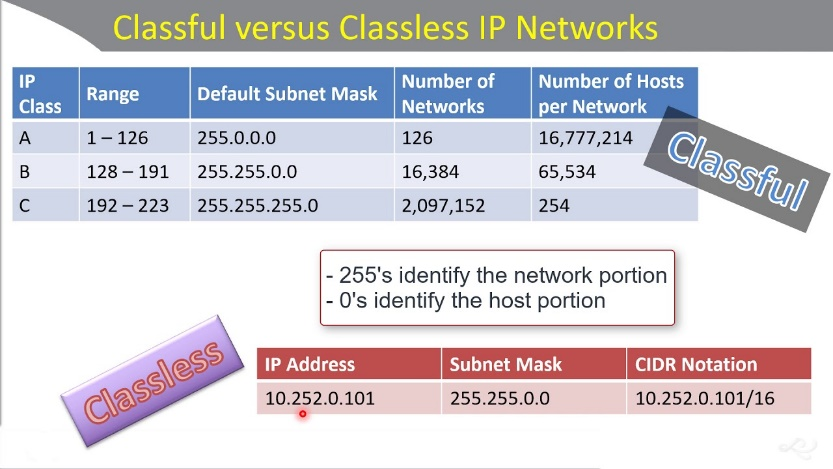 Classful versus Classless IP Networks
IP Class Range Default Subnet Mask Number of Networks Number of Hosts per Network
A 1 – 126 255.0.0.0 126 16,777,214
B 128 – 191 255.255.0.0 16,384 65,534
C 192 – 223 255.255.255.0 2,097,152 254
Classful
- 255's identify the network portion
- 0's identify the host portion
Classless
IP Address Subnet Mask CIDR Notation
10.252.0.101 255.255.0.0 10.252.0.101/16